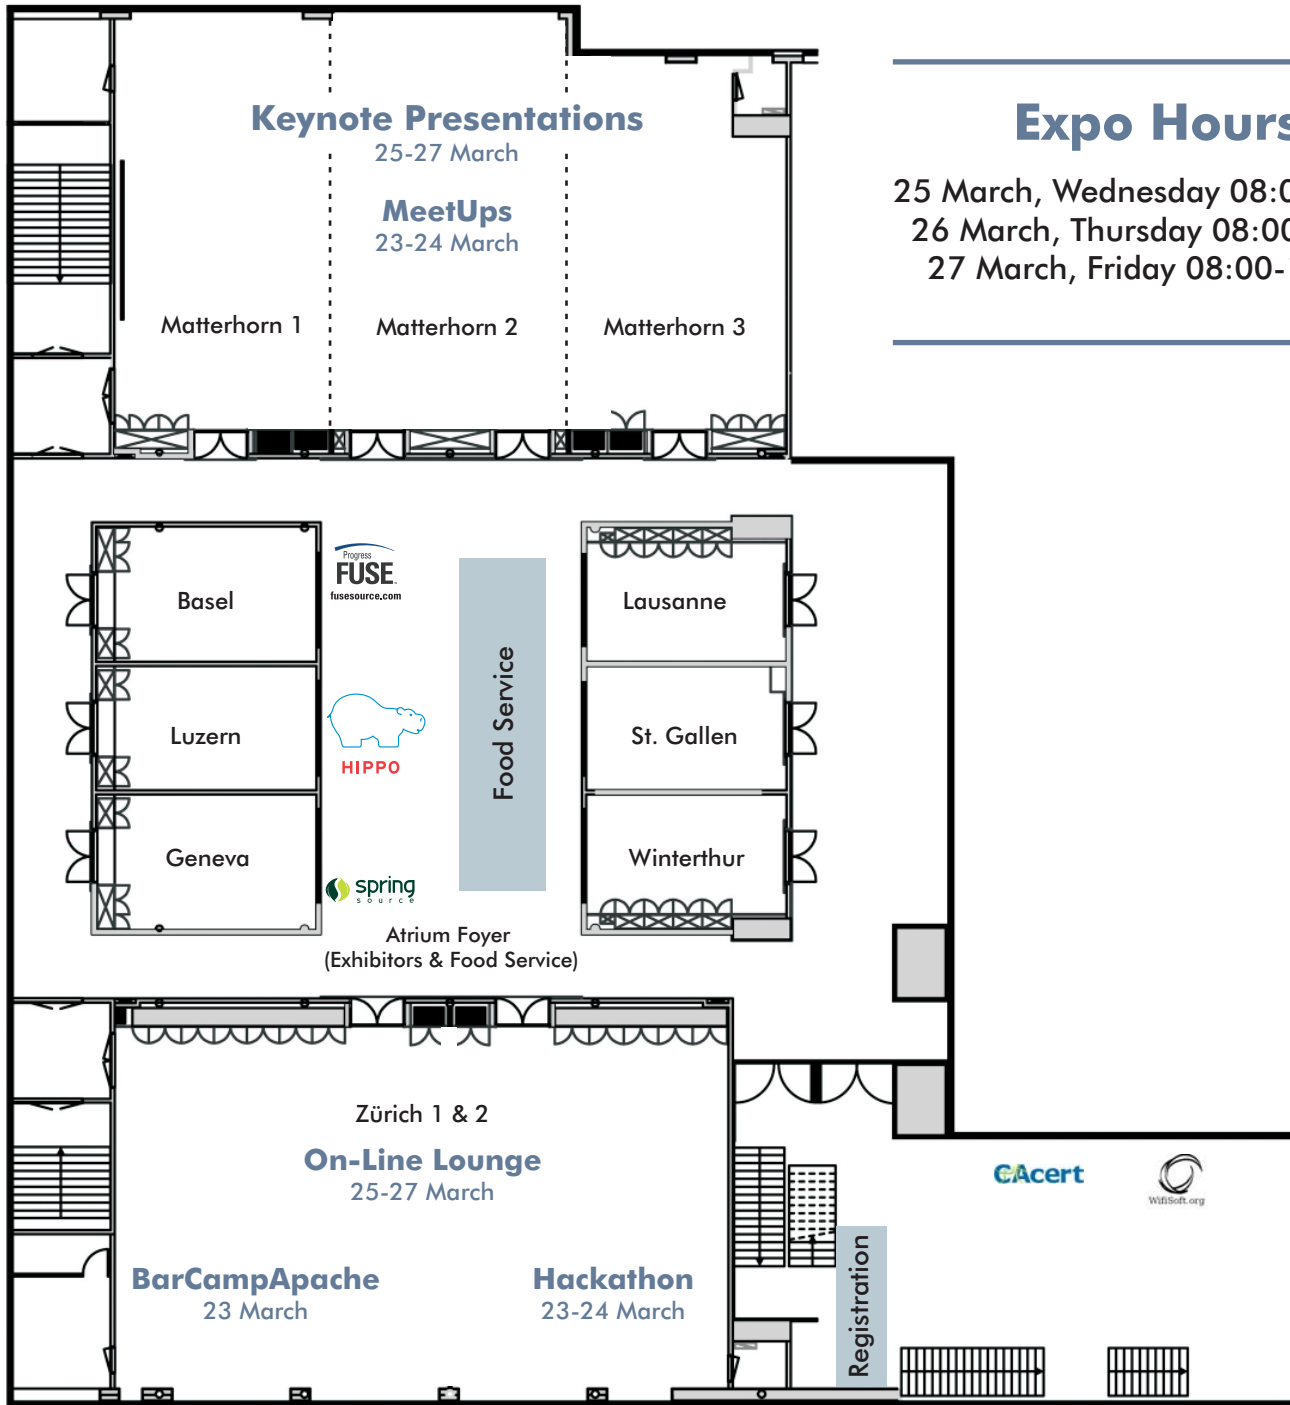 Keynote Presentations
25-27 March
MeetUps
23-24 March
Matterhorn 1
Matterhorn 2
Matterhorn 3
Expo Hours
25 March, Wednesday 08:0
26 March, Thursday 08:00
27 March, Friday 08:00-
Basel
Luzern
Geneva
Progress
FUSE
fusesource.com
HIPPO
spring
source
Food Service
Lausanne
St. Gallen
Winterthur
Atrium Foyer
(Exhibitors & Food Service)
Zürich 1 & 2
On-Line Lounge
25-27 March
BarCampApache
23 March
Hackathon
23-24 March
Registration
CAcert
WifiSoft.org